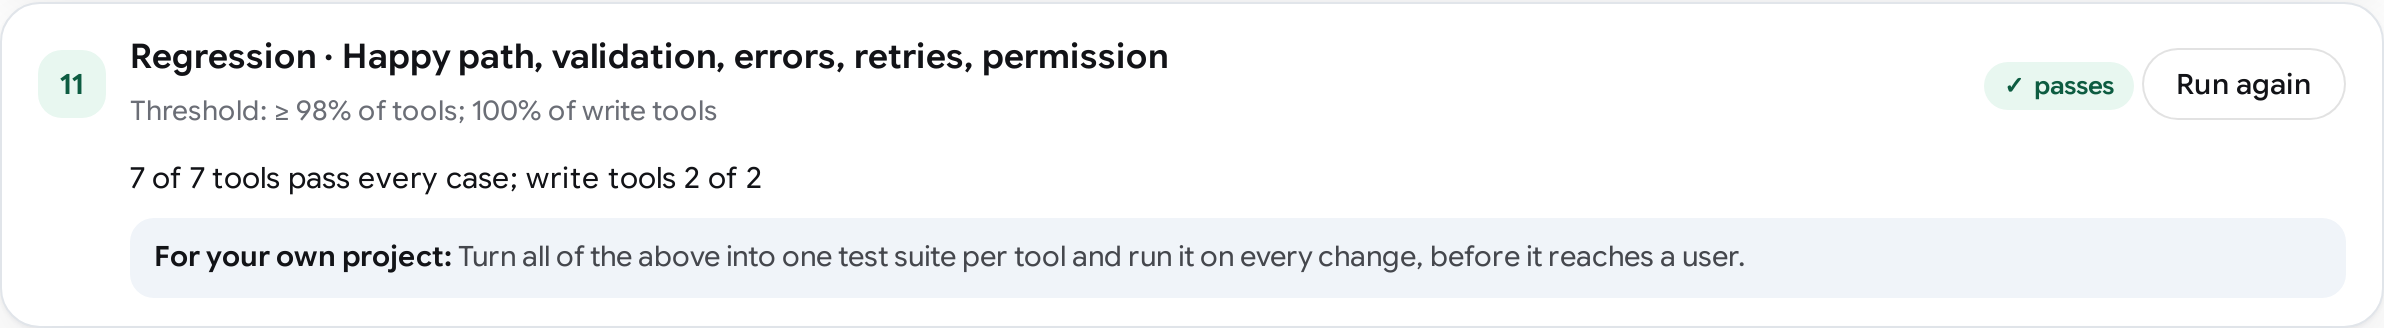 11
Regression · Happy path, validation, errors, retries, permission
Threshold: ≥ 98% of tools; 100% of write tools
✓ passes
Run again
7 of 7 tools pass every case; write tools 2 of 2
For your own project: Turn all of the above into one test suite per tool and run it on every change, before it reaches a user.